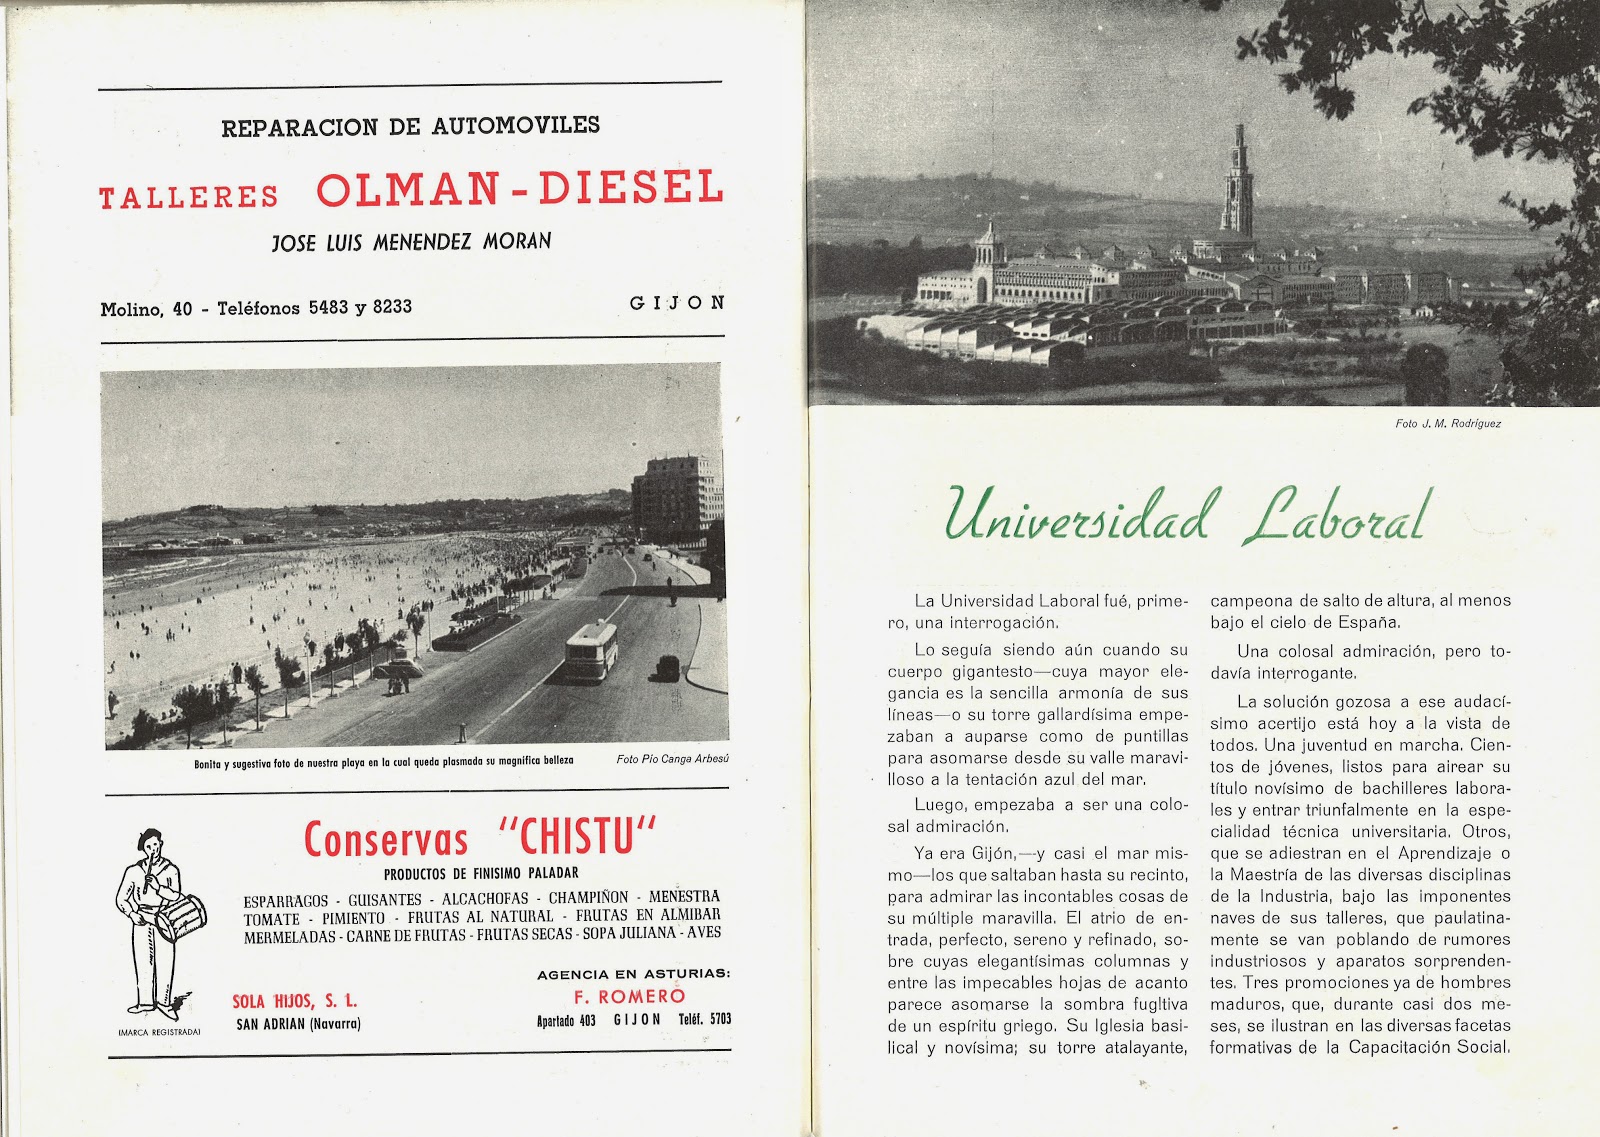 REPARACION DE AUTOMOVILES
TALLERES OLMAN-DIESEL
JOSE LUIS MENENDEZ MORAN
Molino, 40 - Teléfonos 5483 y 8233 GIJON
Bonita y sugestiva foto de nuestra playa en la cual queda plasmada su magnífica belleza
Foto Pío Canga Arbesú
Conservas "CHISTU"
PRODUCTOS DE FINISIMO PALADAR
ESPARRAGOS - GUISANTES - ALCACHOFAS - CHAMPIÑON - MENESTRA
TOMATE - PIMIENTO - FRUTAS AL NATURAL - FRUTAS EN ALMIBAR
MERMELADAS - CARNE DE FRUTAS - FRUTAS SECAS - SOPA JULIANA - AVES
(MARCA REGISTRADA)
SOLA HIJOS, S. L.
SAN ADRIAN (Navarra)
AGENCIA EN ASTURIAS:
F. ROMERO
Apartado 403 GIJON Teléf. 5703
Foto J. M. Rodríguez
Universidad Laboral
La Universidad Laboral fué, prime-
ro, una interrogación.
Lo seguía siendo aún cuando su
cuerpo gigantesto—cuya mayor ele-
gancia es la sencilla armonía de sus
líneas—o su torre gallardísima empe-
zaban a auparse como de puntillas
para asomarse desde su valle maravi-
lloso a la tentación azul del mar.
Luego, empezaba a ser una colo-
sal admiración.
Ya era Gijón,—y casi el mar mis-
mo—los que saltaban hasta su recinto,
para admirar las incontables cosas de
su múltiple maravilla. El atrio de en-
trada, perfecto, sereno y refinado, so-
bre cuyas elegantísimas columnas y
entre las impecables hojas de acanto
parece asomarse la sombra fugitiva
de un espíritu griego. Su Iglesia basi-
lical y novísima; su torre atalayante,
campeona de salto de altura, al menos
bajo el cielo de España.
Una colosal admiración, pero to-
davía interrogante.
La solución gozosa a ese audací-
simo acertijo está hoy a la vista de
todos. Una juventud en marcha. Cien-
tos de jóvenes, listos para airear su
título novísimo de bachilleres labora-
les y entrar triunfalmente en la espe-
cialidad técnica universitaria. Otros,
que se adiestran en el Aprendizaje o
la Maestría de las diversas disciplinas
de la Industria, bajo las imponentes
naves de sus talleres, que paulatina-
mente se van poblando de rumores
industriosos y aparatos sorprenden-
tes. Tres promociones ya de hombres
maduros, que, durante casi dos me-
ses, se ilustran en las diversas facetas
formativas de la Capacitación Social.